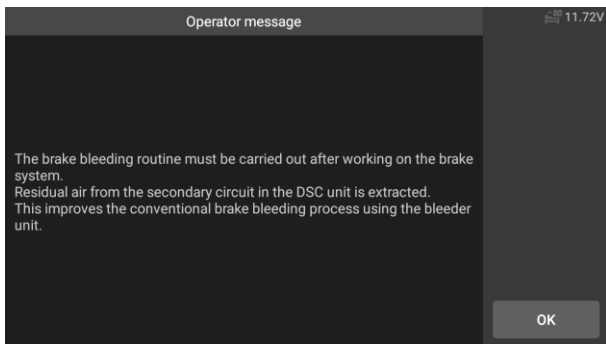 Operator message
11.72V
The brake bleeding routine must be carried out after working on the brake
system.
Residual air from the secondary circuit in the DSC unit is extracted.
This improves the conventional brake bleeding process using the bleeder
unit.
OK